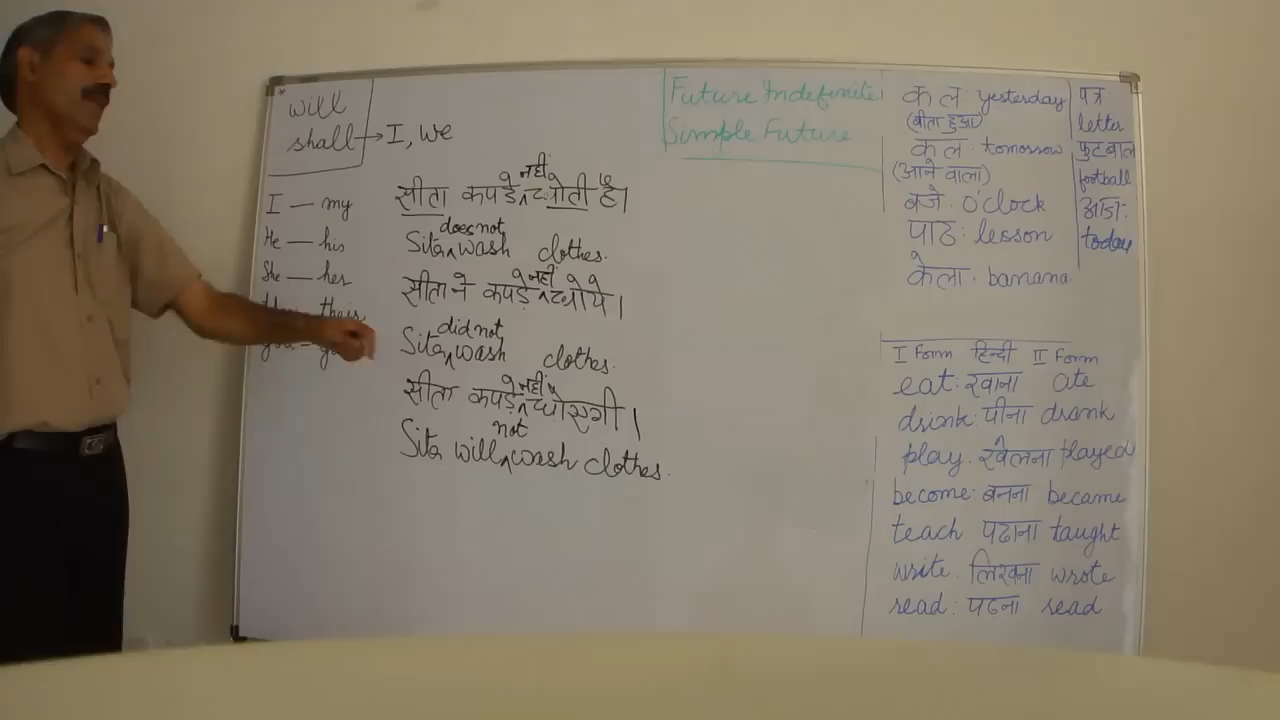 will
shall → I, we
I — my
He — his
She — her
they — their
you –
सीता कपड़े नहीं धोती है।
Sita does not wash clothes.
सीता ने कपड़े नहीं धोये।
Sita did not wash clothes.
सीता कपड़े नहीं धोएगी।
Sita will not wash clothes.
Future Indefinite
Simple Future
कल: yesterday
(बीता हुआ)
कल: tomorrow
(आने वाला)
बजे: o'clock
पाठ: lesson
केला: banana
पत्र
letter
फुटबाल
football
आज:
today
I Form हिन्दी II Form
eat: खाना ate
drink: पीना drank
play. खेलना played
become: बनना became
teach पढाना taught
write. लिखना wrote
read: पढ़ना read